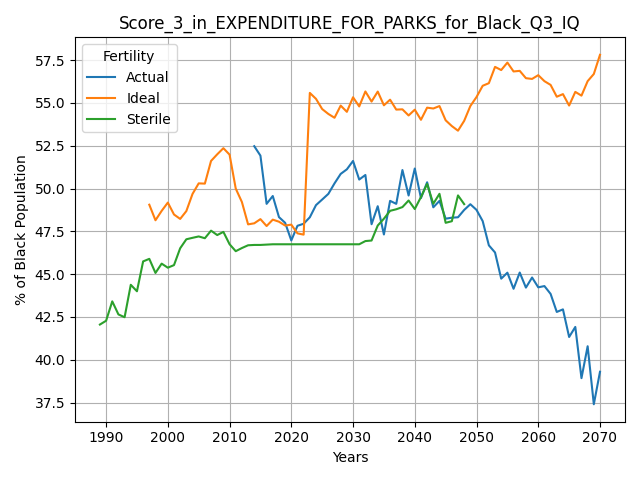 Score_3_in_EXPENDITURE_FOR_PARKS_for_Black_Q3_IQ
Fertility
Actual
Ideal
Sterile
% of Black Population
57.5
55.0
52.5
50.0
47.5
45.0
42.5
40.0
37.5
1990 2000 2010 2020 2030 2040 2050 2060 2070
Years